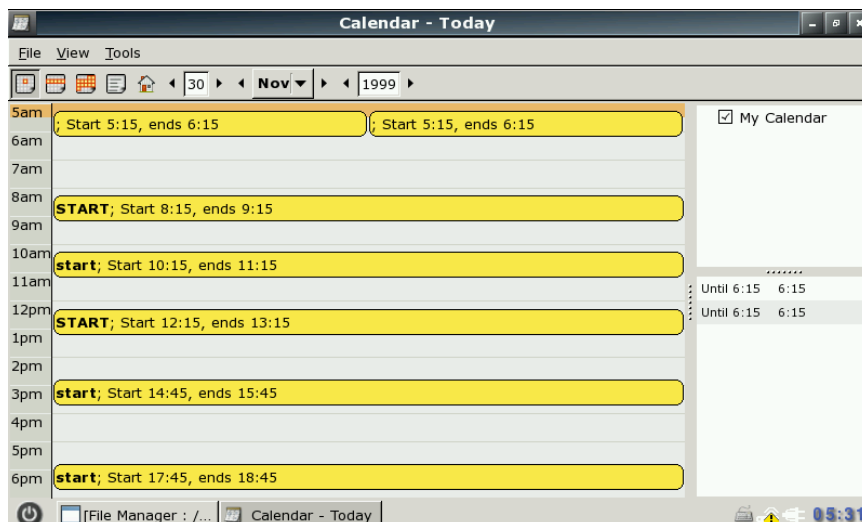 Calendar - Today
File View Tools
30 Nov 1999
5am
; Start 5:15, ends 6:15 ; Start 5:15, ends 6:15
6am
7am
8am
START; Start 8:15, ends 9:15
9am
10am
start; Start 10:15, ends 11:15
11am
12pm
START; Start 12:15, ends 13:15
1pm
2pm
3pm
start; Start 14:45, ends 15:45
4pm
5pm
6pm
start; Start 17:45, ends 18:45
My Calendar
Until 6:15 6:15
Until 6:15 6:15
[File Manager : /... Calendar - Today 05:31